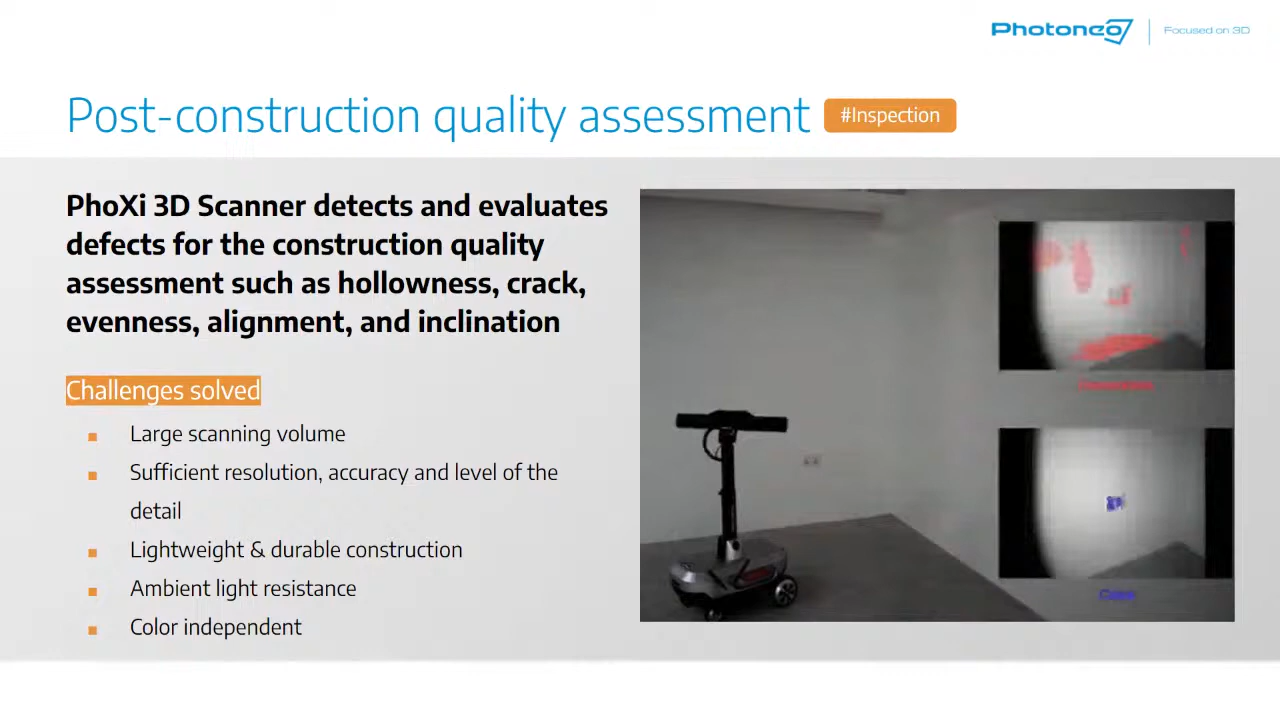 Photoneo
Focused on 3D
Post-construction quality assessment
#Inspection
PhoXi 3D Scanner detects and evaluates
defects for the construction quality
assessment such as hollowness, crack,
evenness, alignment, and inclination
Challenges solved
Large scanning volume
Sufficient resolution, accuracy and level of the
detail
Lightweight & durable construction
Ambient light resistance
Color independent